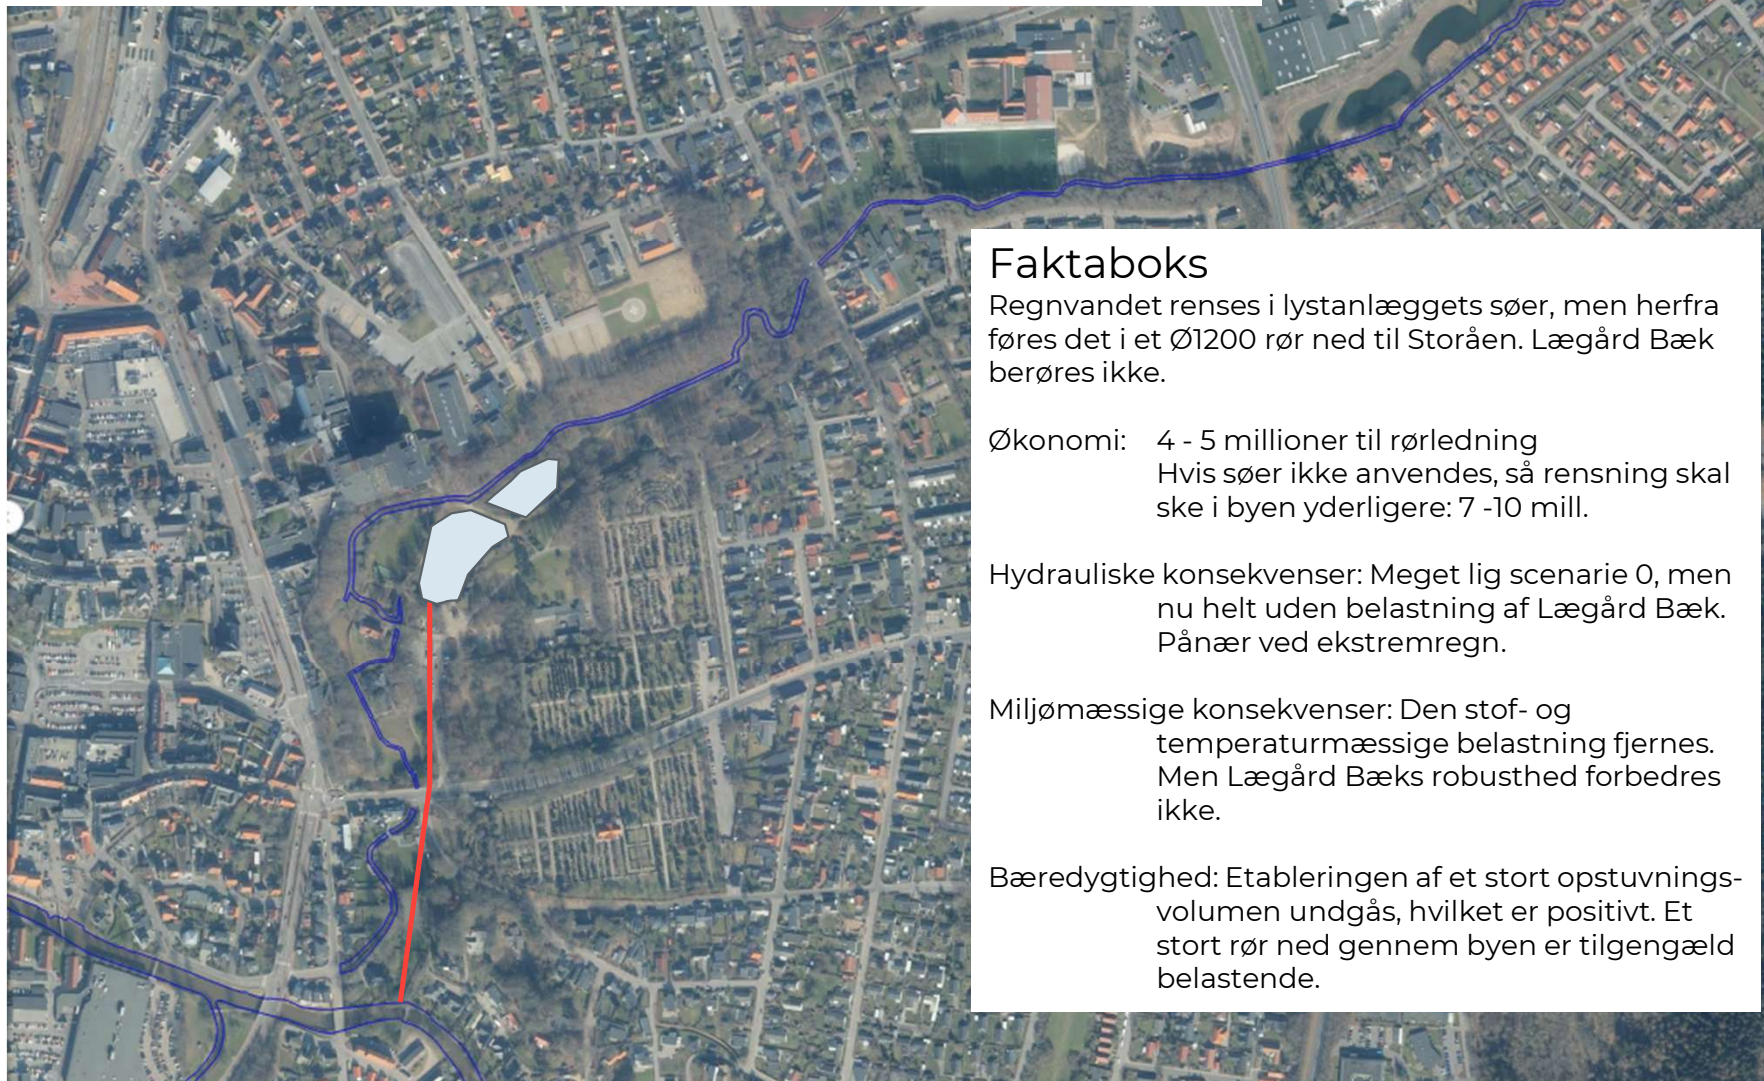 Faktaboks
Regnvandet renses i lystanlæggets søer, men herfra
føres det i et Ø1200 rør ned til Storåen. Lægård Bæk
berøres ikke.
Økonomi: 4 - 5 millioner til rørledning
Hvis søer ikke anvendes, så rensning skal
ske i byen yderligere: 7 -10 mill.
Hydrauliske konsekvenser: Meget lig scenarie 0, men
nu helt uden belastning af Lægård Bæk.
Pånær ved ekstremregn.
Miljømæssige konsekvenser: Den stof- og
temperaturmæssige belastning fjernes.
Men Lægård Bæks robusthed forbedres
ikke.
Bæredygtighed: Etableringen af et stort opstuvnings-
volumen undgås, hvilket er positivt. Et
stort rør ned gennem byen er tilgengæld
belastende.